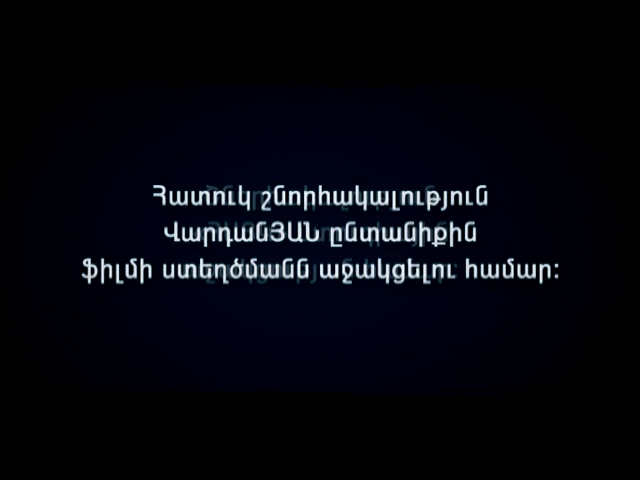 Հատուկ շնորհակալություն
ՎարդանՅԱՆ ընտանիքին
ֆիլմի ստեղծմանն աջակցելու համար: